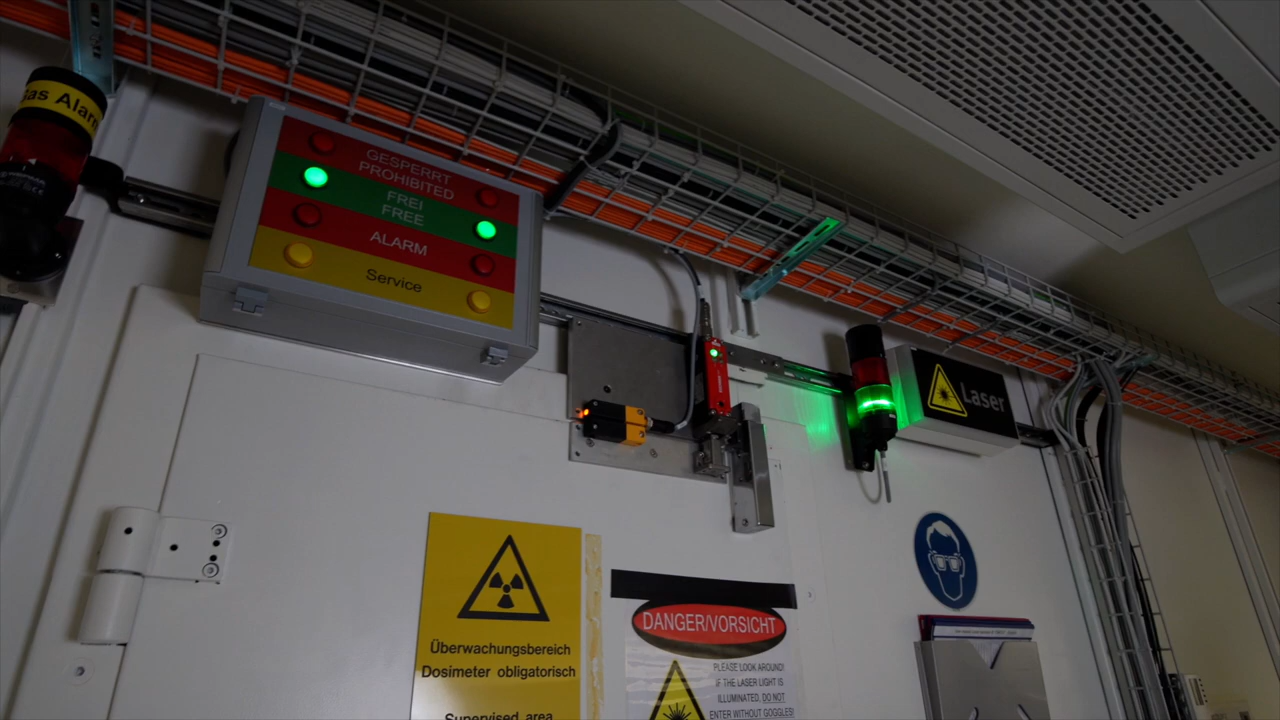 Gas Alarm
GESPERRT
PROHIBITED
FREI
FREE
ALARM
Service
Laser
Überwachungsbereich
Dosimeter obligatorisch
Supervised area
DANGER/VORSICHT
PLEASE LOOK AROUND!
IF THE LASER LIGHT IS
ILLUMINATED, DO NOT
ENTER WITHOUT GOGGLES!